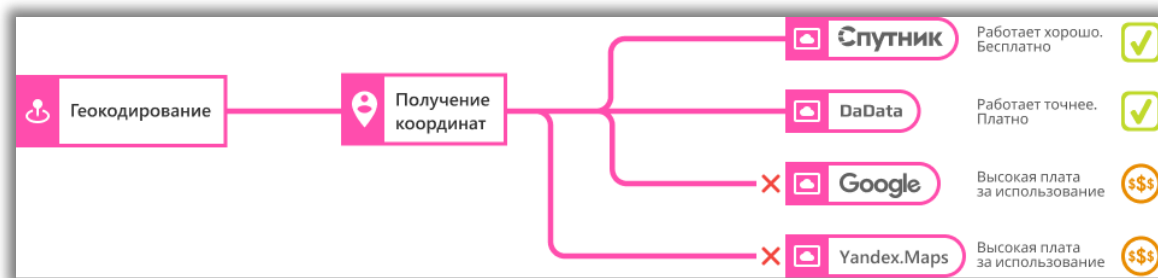 Геокодирование
Получение
координат
Спутник
Работает хорошо.
Бесплатно
DaData
Работает точнее.
Платно
Google
Высокая плата
за использование
$$$
Yandex.Maps
Высокая плата
за использование
$$$